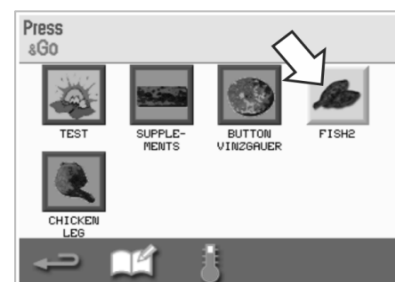 Press
&Go
TEST
SUPPLE-
MENTS
BUTTON
VINZGAUER
FISH2
CHICKEN
LEG